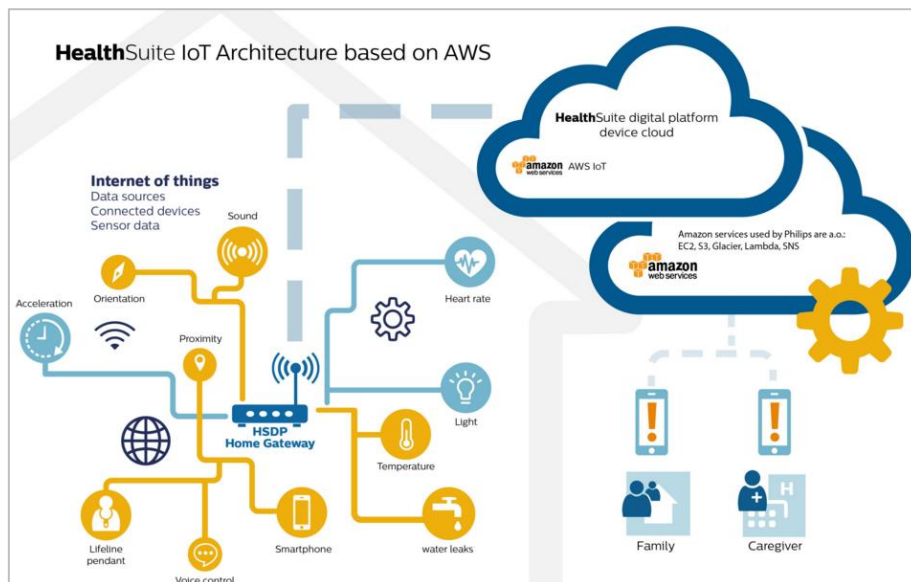 HealthSuite IoT Architecture based on AWS
HealthSuite digital platform
device cloud
amazon
web services
AWS IoT
Amazon services used by Philips are a.o.:
EC2, S3, Glacier, Lambda, SNS
amazon
web services
Internet of things
Data sources
Connected devices
Sensor data
Sound
Orientation
Acceleration
Proximity
Heart rate
Light
HSDP
Home Gateway
Temperature
Lifeline
pendant
Voice control
Smartphone
water leaks
H
Family
Caregiver